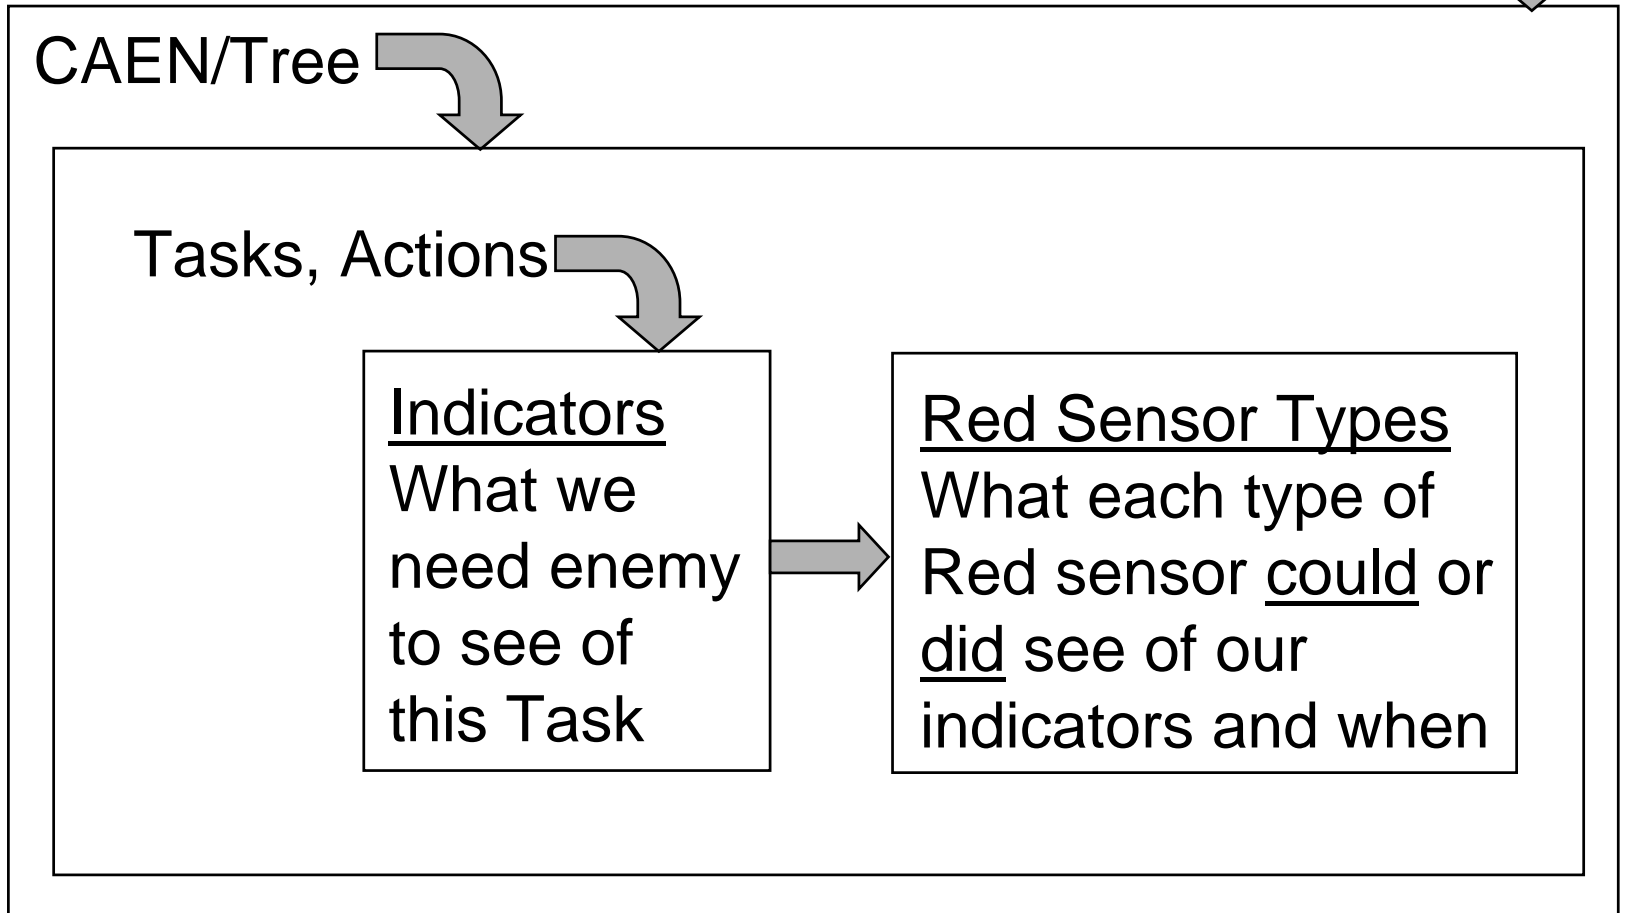 CAEN/Tree
Tasks, Actions
Indicators
What we
need enemy
to see of
this Task
Red Sensor Types
What each type of
Red sensor could or
did see of our
indicators and when